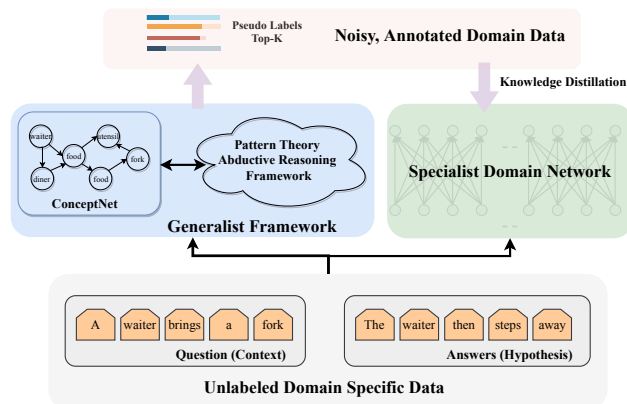 Pseudo Labels
Top-K
Noisy, Annotated Domain Data
Knowledge Distillation
waiter
utensil
food
fork
diner
food
ConceptNet
Pattern Theory
Abductive Reasoning
Framework
Generalist Framework
Specialist Domain Network
A waiter brings a fork
Question (Context)
The waiter then steps away
Answers (Hypothesis)
Unlabeled Domain Specific Data